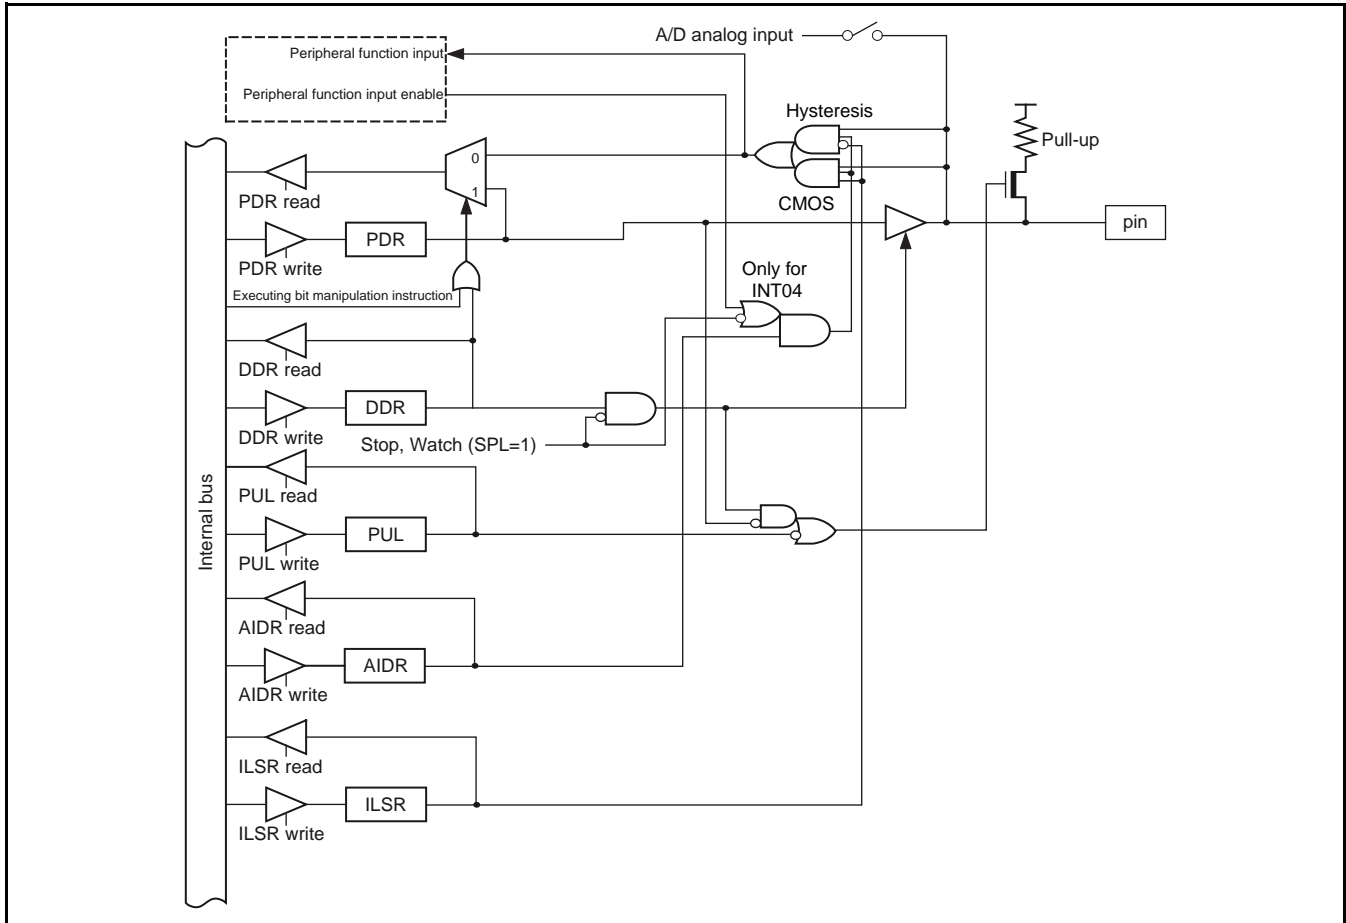 A/D analog input
Peripheral function input
Peripheral function input enable
Hysteresis
Pull-up
0
1
PDR read
CMOS
pin
PDR
PDR write
Only for
INT04
Executing bit manipulation instruction
DDR read
DDR
DDR write
Stop, Watch (SPL=1)
PUL read
Internal bus
PUL
PUL write
AIDR read
AIDR
AIDR write
ILSR read
ILSR
ILSR write